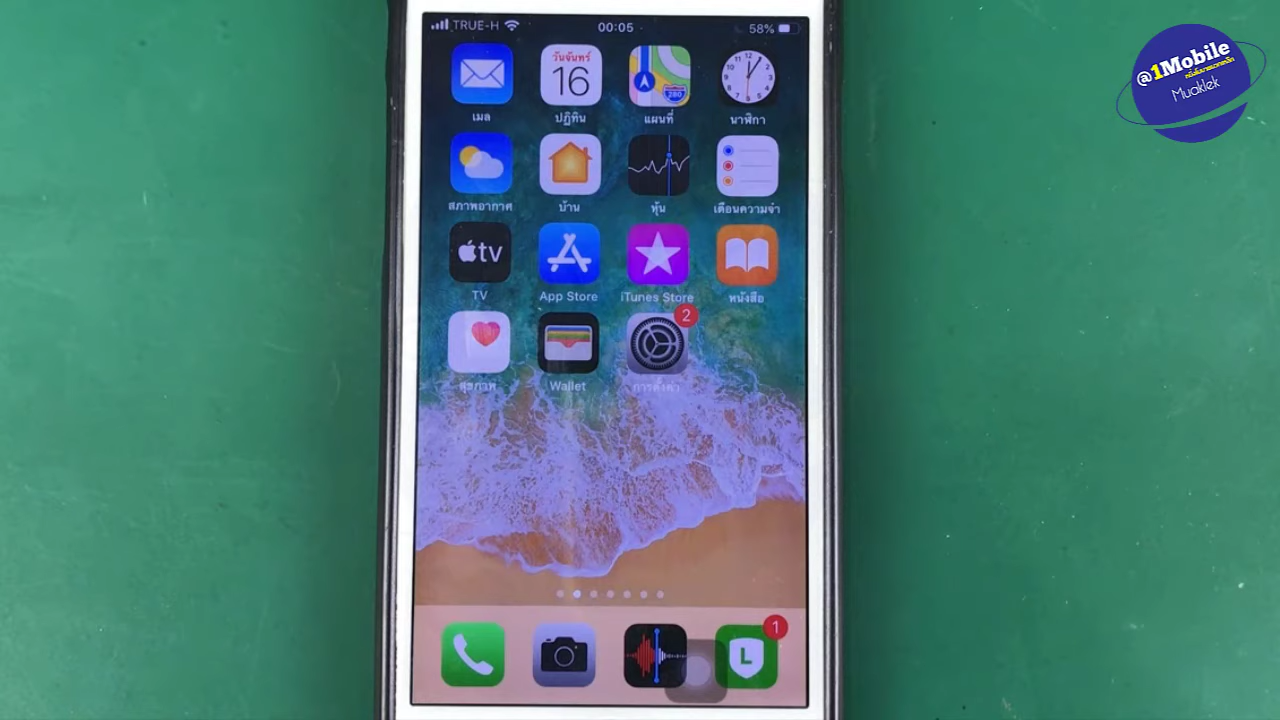 TRUE-H 00:05 58%
วันจันทร์
16
280
เมล ปฏิทิน แผนที่ นาฬิกา
สภาพอากาศ บ้าน หุ้น เตือนความจำ
tv
TV App Store iTunes Store หนังสือ
2
สุขภาพ Wallet การตั้งค่า
1
L
@1Mobile
Muaklek